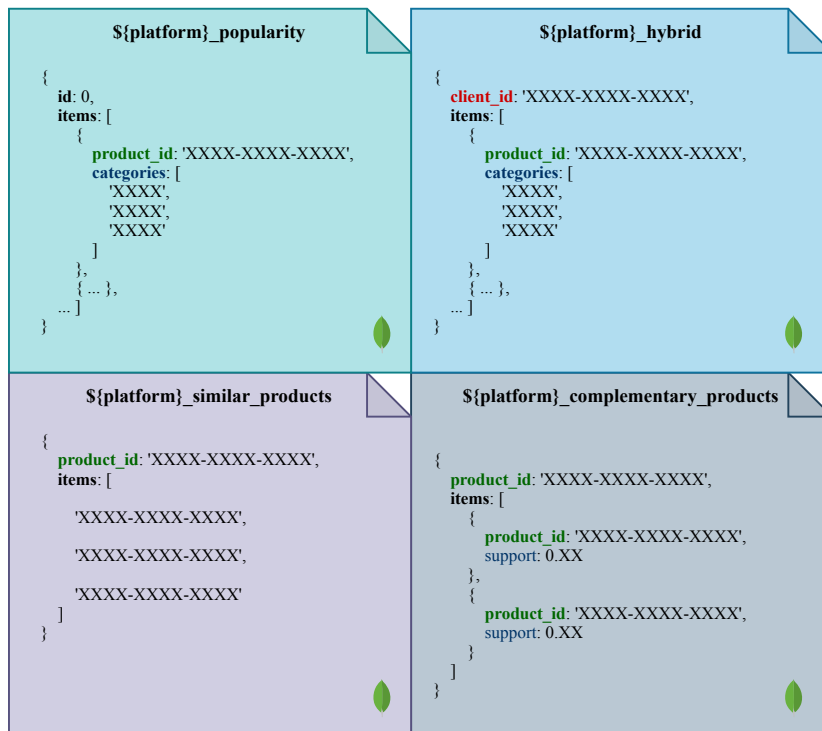 ${platform}_popularity
{
id: 0,
items: [
{
product_id: 'XXXX-XXXX-XXXX',
categories: [
'XXXX',
'XXXX',
'XXXX'
]
},
{ ... },
... ]
}
${platform}_hybrid
{
client_id: 'XXXX-XXXX-XXXX',
items: [
{
product_id: 'XXXX-XXXX-XXXX',
categories: [
'XXXX',
'XXXX',
'XXXX'
]
},
{ ... },
... ]
}
${platform}_similar_products
{
product_id: 'XXXX-XXXX-XXXX',
items: [
'XXXX-XXXX-XXXX',
'XXXX-XXXX-XXXX',
'XXXX-XXXX-XXXX'
]
}
${platform}_complementary_products
{
product_id: 'XXXX-XXXX-XXXX',
items: [
{
product_id: 'XXXX-XXXX-XXXX',
support: 0.XX
},
{
product_id: 'XXXX-XXXX-XXXX',
support: 0.XX
}
]
}